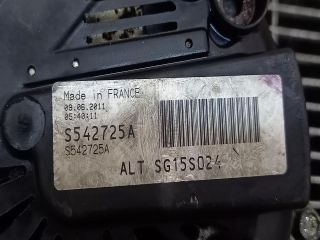 Made in FRANCE
09.06.2011
05:40:11
S542725A
S542725A
ALT SG15S024